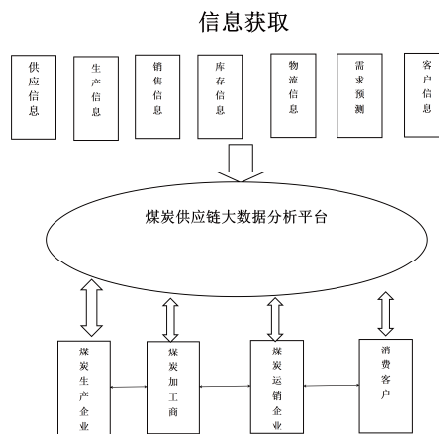 信息获取
供应信息
生产信息
销售信息
库存信息
物流信息
需求预测
客户信息
煤炭供应链大数据分析平台
煤炭生产企业
煤炭加工商
煤炭运销企业
消费客户